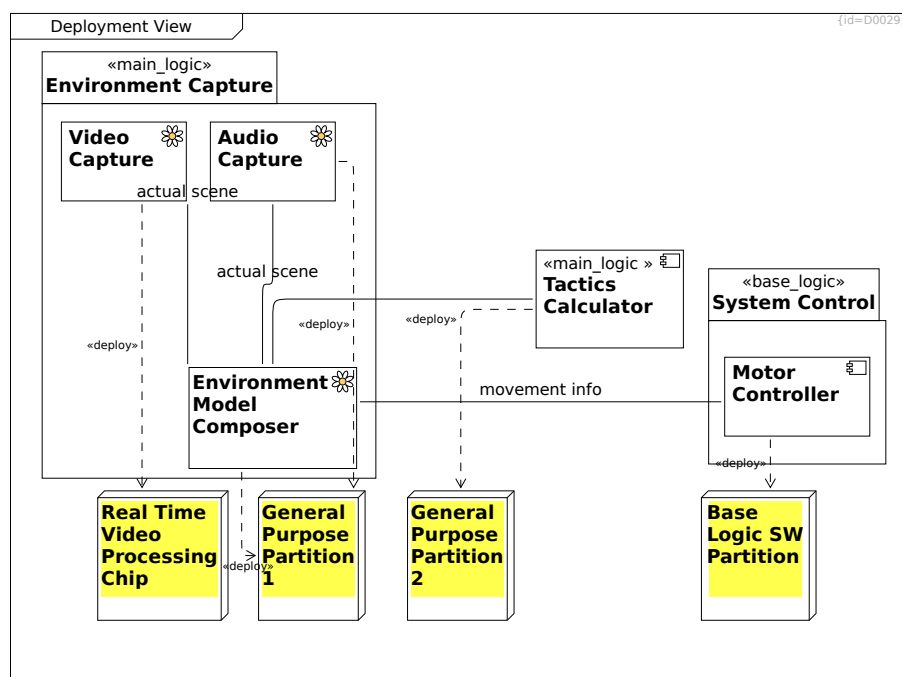 Deployment View
{id=D0029
«main_logic»
Environment Capture
Video
Capture
Audio
Capture
actual scene
actual scene
«main_logic »
Tactics
Calculator
«base_logic»
System Control
«deploy»
«deploy»
«deploy»
Environment
Model
Composer
movement info
Motor
Controller
«deploy»
Real Time
Video
Processing
Chip
General
Purpose
Partition
1
«deploy»
General
Purpose
Partition
2
Base
Logic SW
Partition